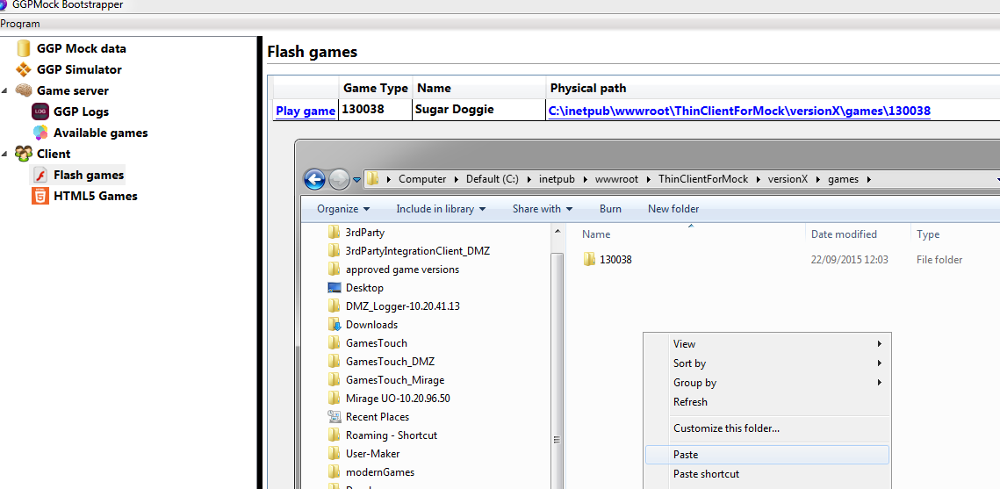 GGPMock Bootstrapper
Program
GGP Mock data
GGP Simulator
Game server
LOG
GGP Logs
Available games
Client
Flash games
HTML5 Games
Flash games
Game Type Name Physical path
Play game 130038 Sugar Doggie C:\inetpub\wwwroot\ThinClientForMock\versionX\games\130038
Computer Default (C:) inetpub wwwroot ThinClientForMock versionX games
Organize Include in library Share with Burn New folder
3rdParty
3rdPartyIntegrationClient_DMZ
approved game versions
Desktop
DMZ_Logger-10.20.41.13
Downloads
GamesTouch
GamesTouch_DMZ
GamesTouch_Mirage
Mirage UO-10.20.96.50
Recent Places
Roaming - Shortcut
User-Maker
modernGames
Name Date modified Type
130038 22/09/2015 12:03 File folder
View
Sort by
Group by
Refresh
Customize this folder...
Paste
Paste shortcut